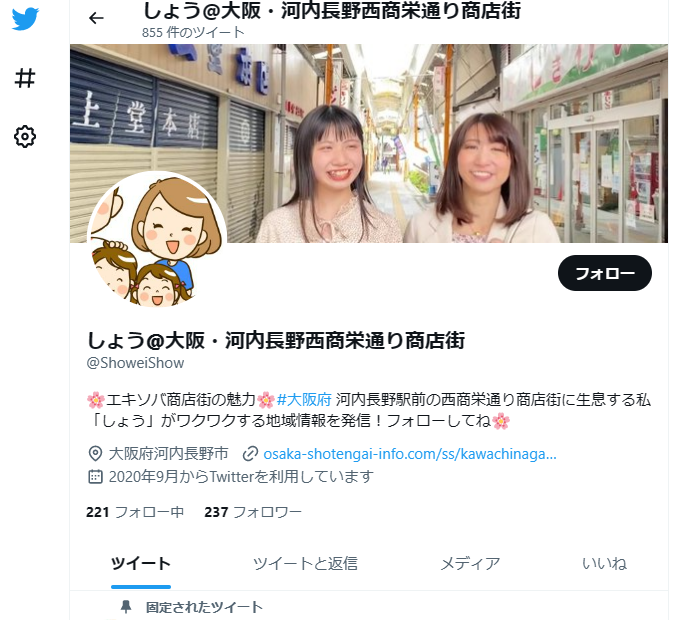 しょう@大阪・河内長野西商栄通り商店街
855 件のツイート
上 堂 本店
フォロー
しょう@大阪・河内長野西商栄通り商店街
@ShoweiShow
🌸エキソバ商店街の魅力🌸#大阪府 河内長野駅前の西商栄通り商店街に生息する私
「しょう」がワクワクする地域情報を発信！フォローしてね🌸
大阪府河内長野市 osaka-shotengai-info.com/ss/kawachinaga...
2020年9月からTwitterを利用しています
221 フォロー中 237 フォロワー
ツイート ツイートと返信 メディア いいね
固定されたツイート